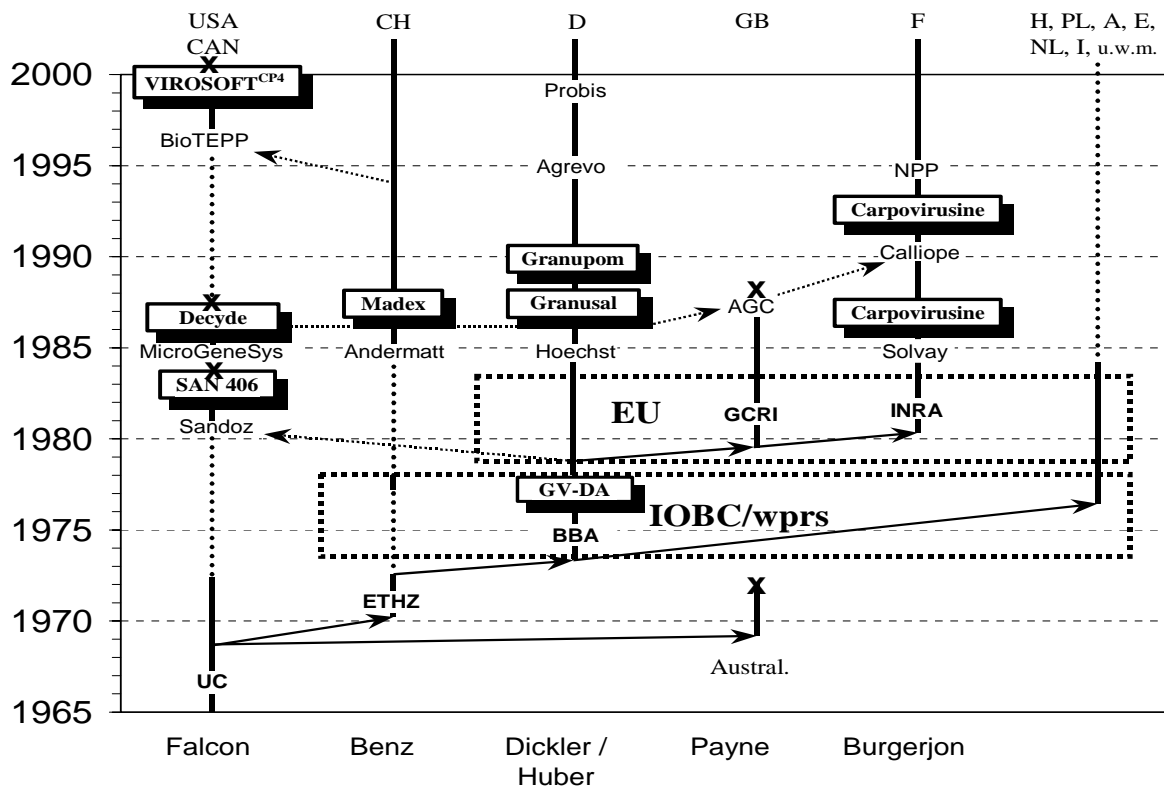 USA
CAN
CH
D
GB
F
H, PL, A, E,
NL, I, u.w.m.
2000
VIROSOFTCP4
Probis
BioTEPP
1995
Agrevo
NPP
Carpovirusine
1990
Granupom
Calliope
Decyde
Madex
Granusal
AGC
Carpovirusine
1985
MicroGeneSys
Andermatt
Hoechst
Solvay
SAN 406
Sandoz
EU
GCRI
INRA
1980
GV-DA
IOBC/wprs
1975
BBA
1970
ETHZ
UC
Austral.
1965
Falcon
Benz
Dickler /
Huber
Payne
Burgerjon
X
X
X
X
X